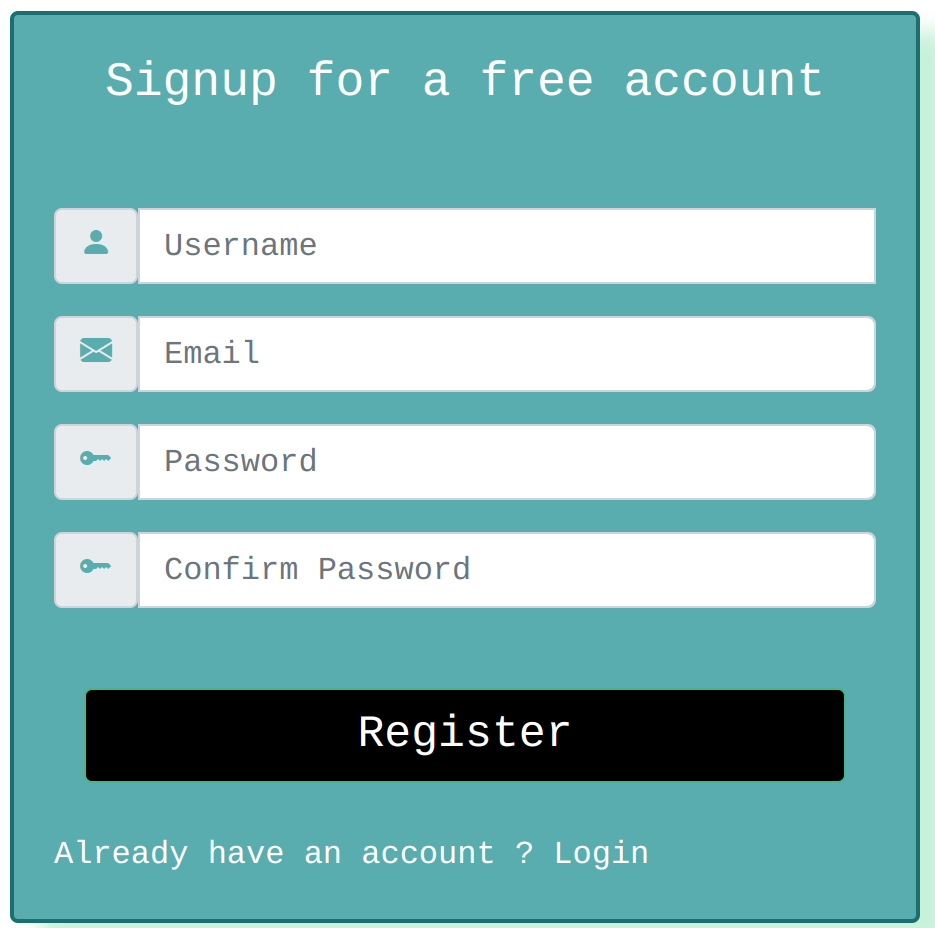 Signup for a free account
Username
Email
Password
Confirm Password
Register
Already have an account ? Login